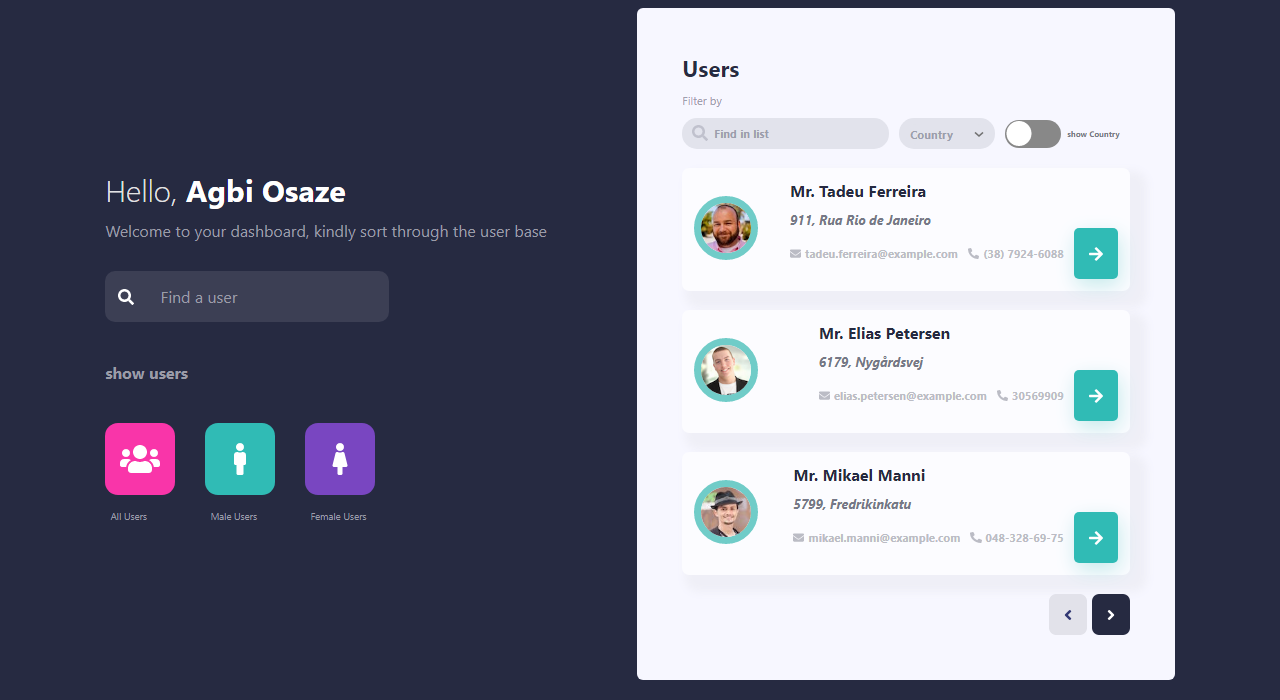 Hello, Agbi Osaze
Welcome to your dashboard, kindly sort through the user base
Find a user
show users
All Users
Male Users
Female Users
Users
Filter by
Find in list
Country
show Country
Mr. Tadeu Ferreira
911, Rua Rio de Janeiro
tadeu.ferreira@example.com (38) 7924-6088
Mr. Elias Petersen
6179, Nygårdsvej
elias.petersen@example.com 30569909
Mr. Mikael Manni
5799, Fredrikinkatu
mikael.manni@example.com 048-328-69-75